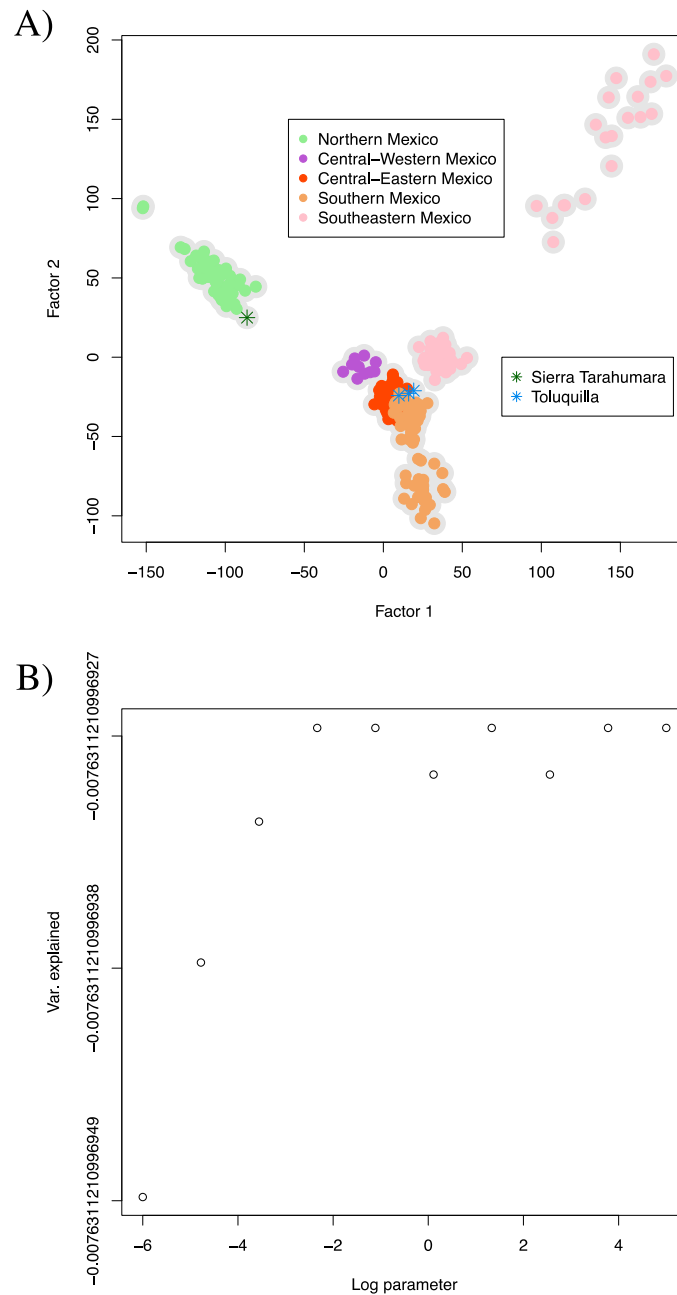 A)
200
150
100
50
0
−50
−100
Factor 2
Northern Mexico
Central−Western Mexico
Central−Eastern Mexico
Southern Mexico
Southeastern Mexico
Sierra Tarahumara
Toluquilla
−150 −100 −50 0 50 100 150
Factor 1
B)
−0.00763112109969​27
−0.0076311210996938
−0.0076311210996949
Var. explained
−6 −4 −2 0 2 4
Log parameter